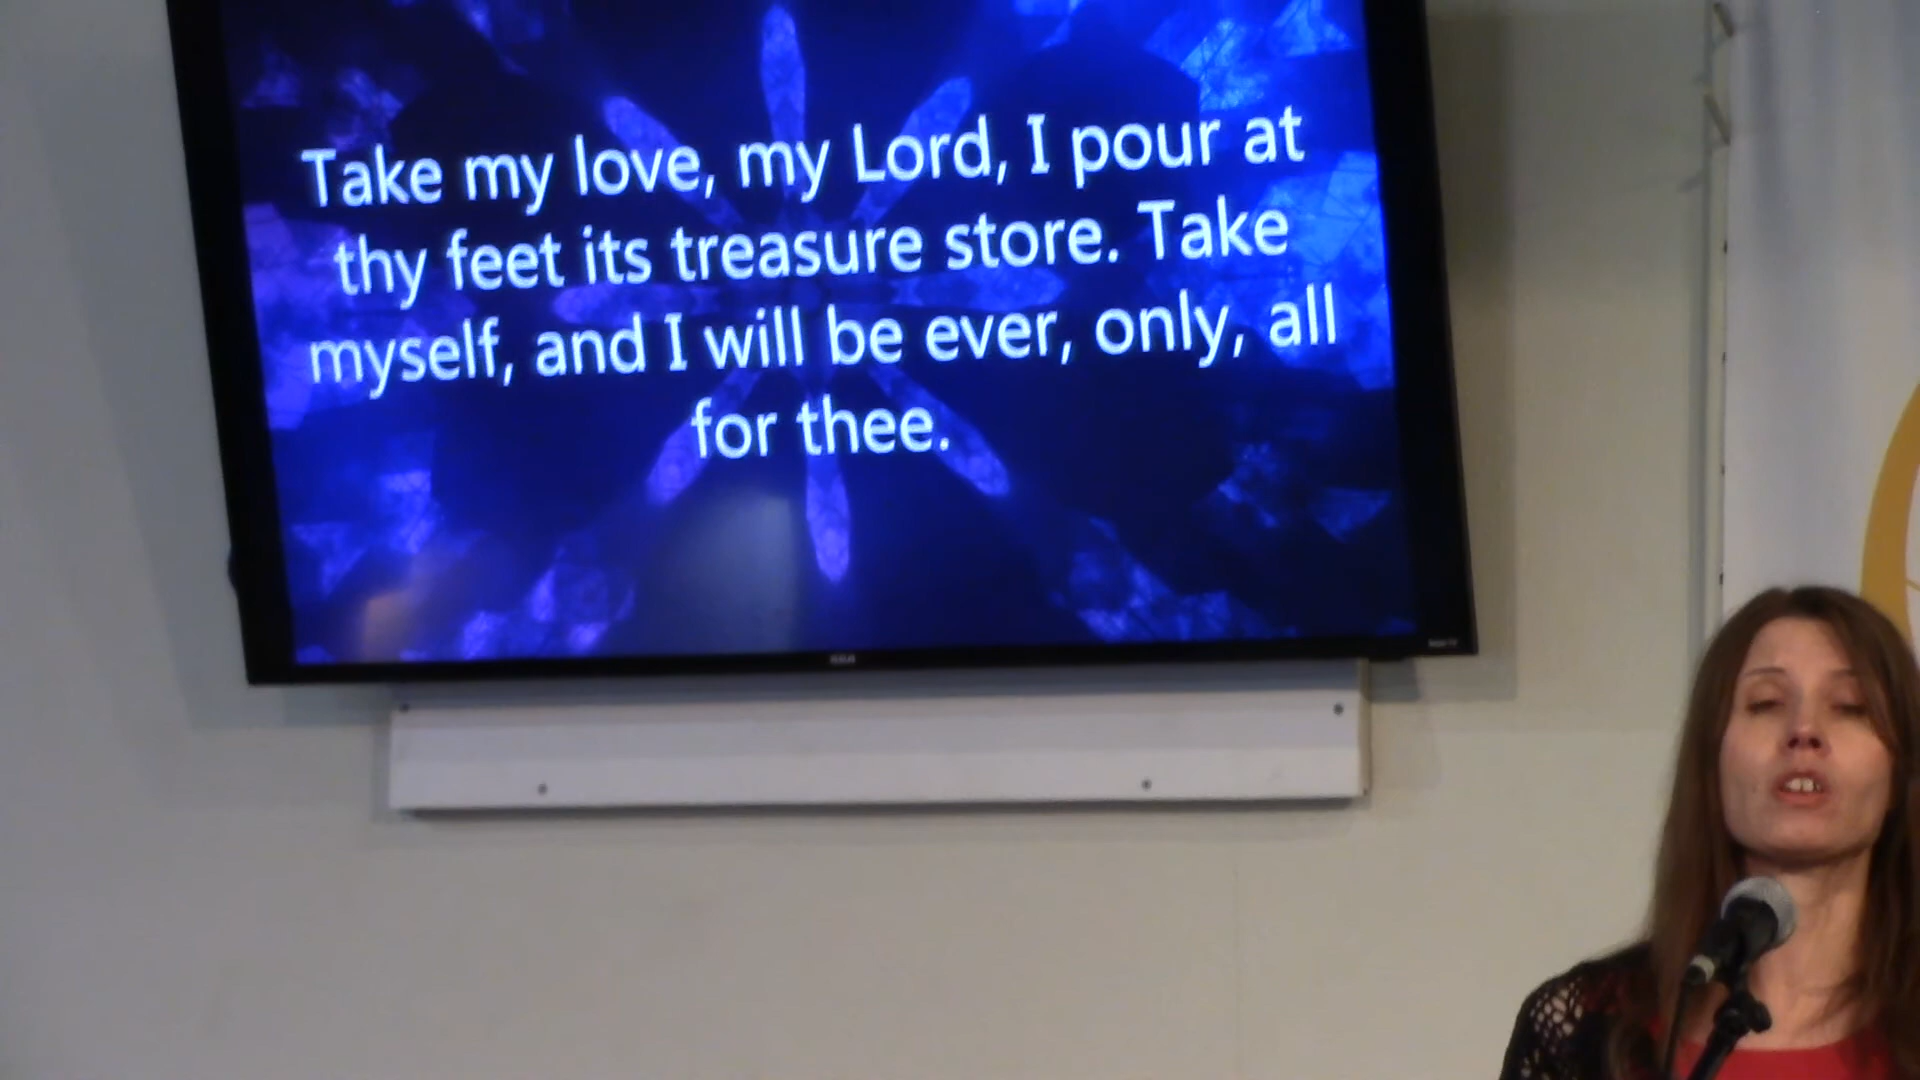 Take my love, my Lord, I pour at
thy feet its treasure store. Take
myself, and I will be ever, only, all
for thee.
RCA